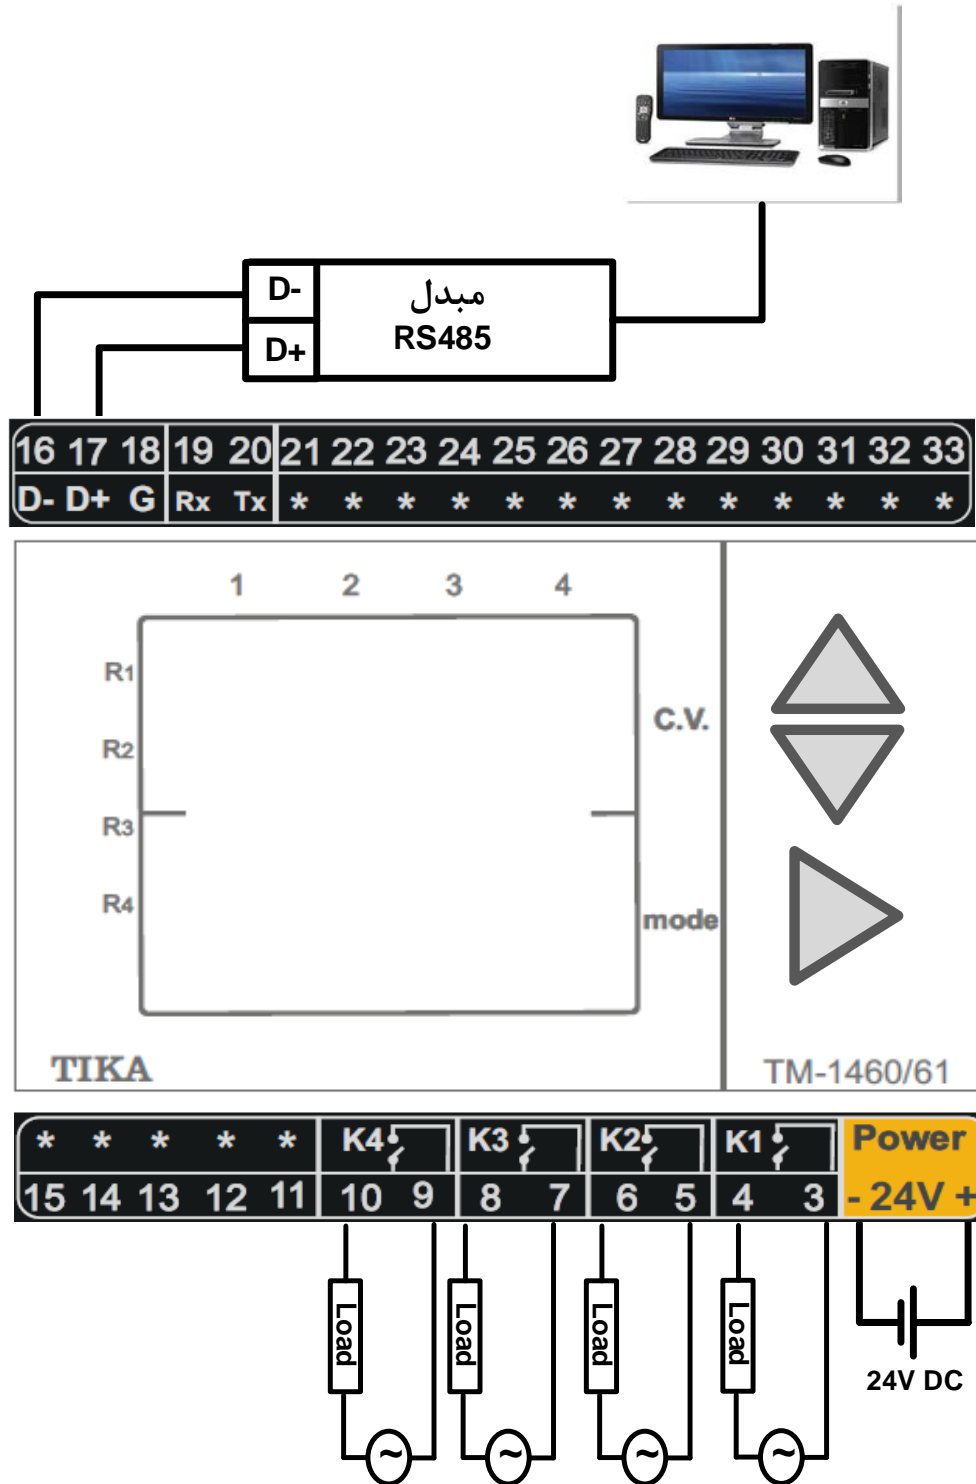 D-
مبدل
RS485
D+
16 17 18 19 20 21 22 23 24 25 26 27 28 29 30 31 32 33
D- D+ G Rx Tx * * * * * * * * * * * * *
1 2 3 4
R1
C.V.
R2
R3
R4
mode
TIKA
TM-1460/61
* * * * * K4 K3 K2 K1 Power
15 14 13 12 11 10 9 8 7 6 5 4 3 - 24V +
Load Load Load Load
24V DC
~ ~ ~ ~